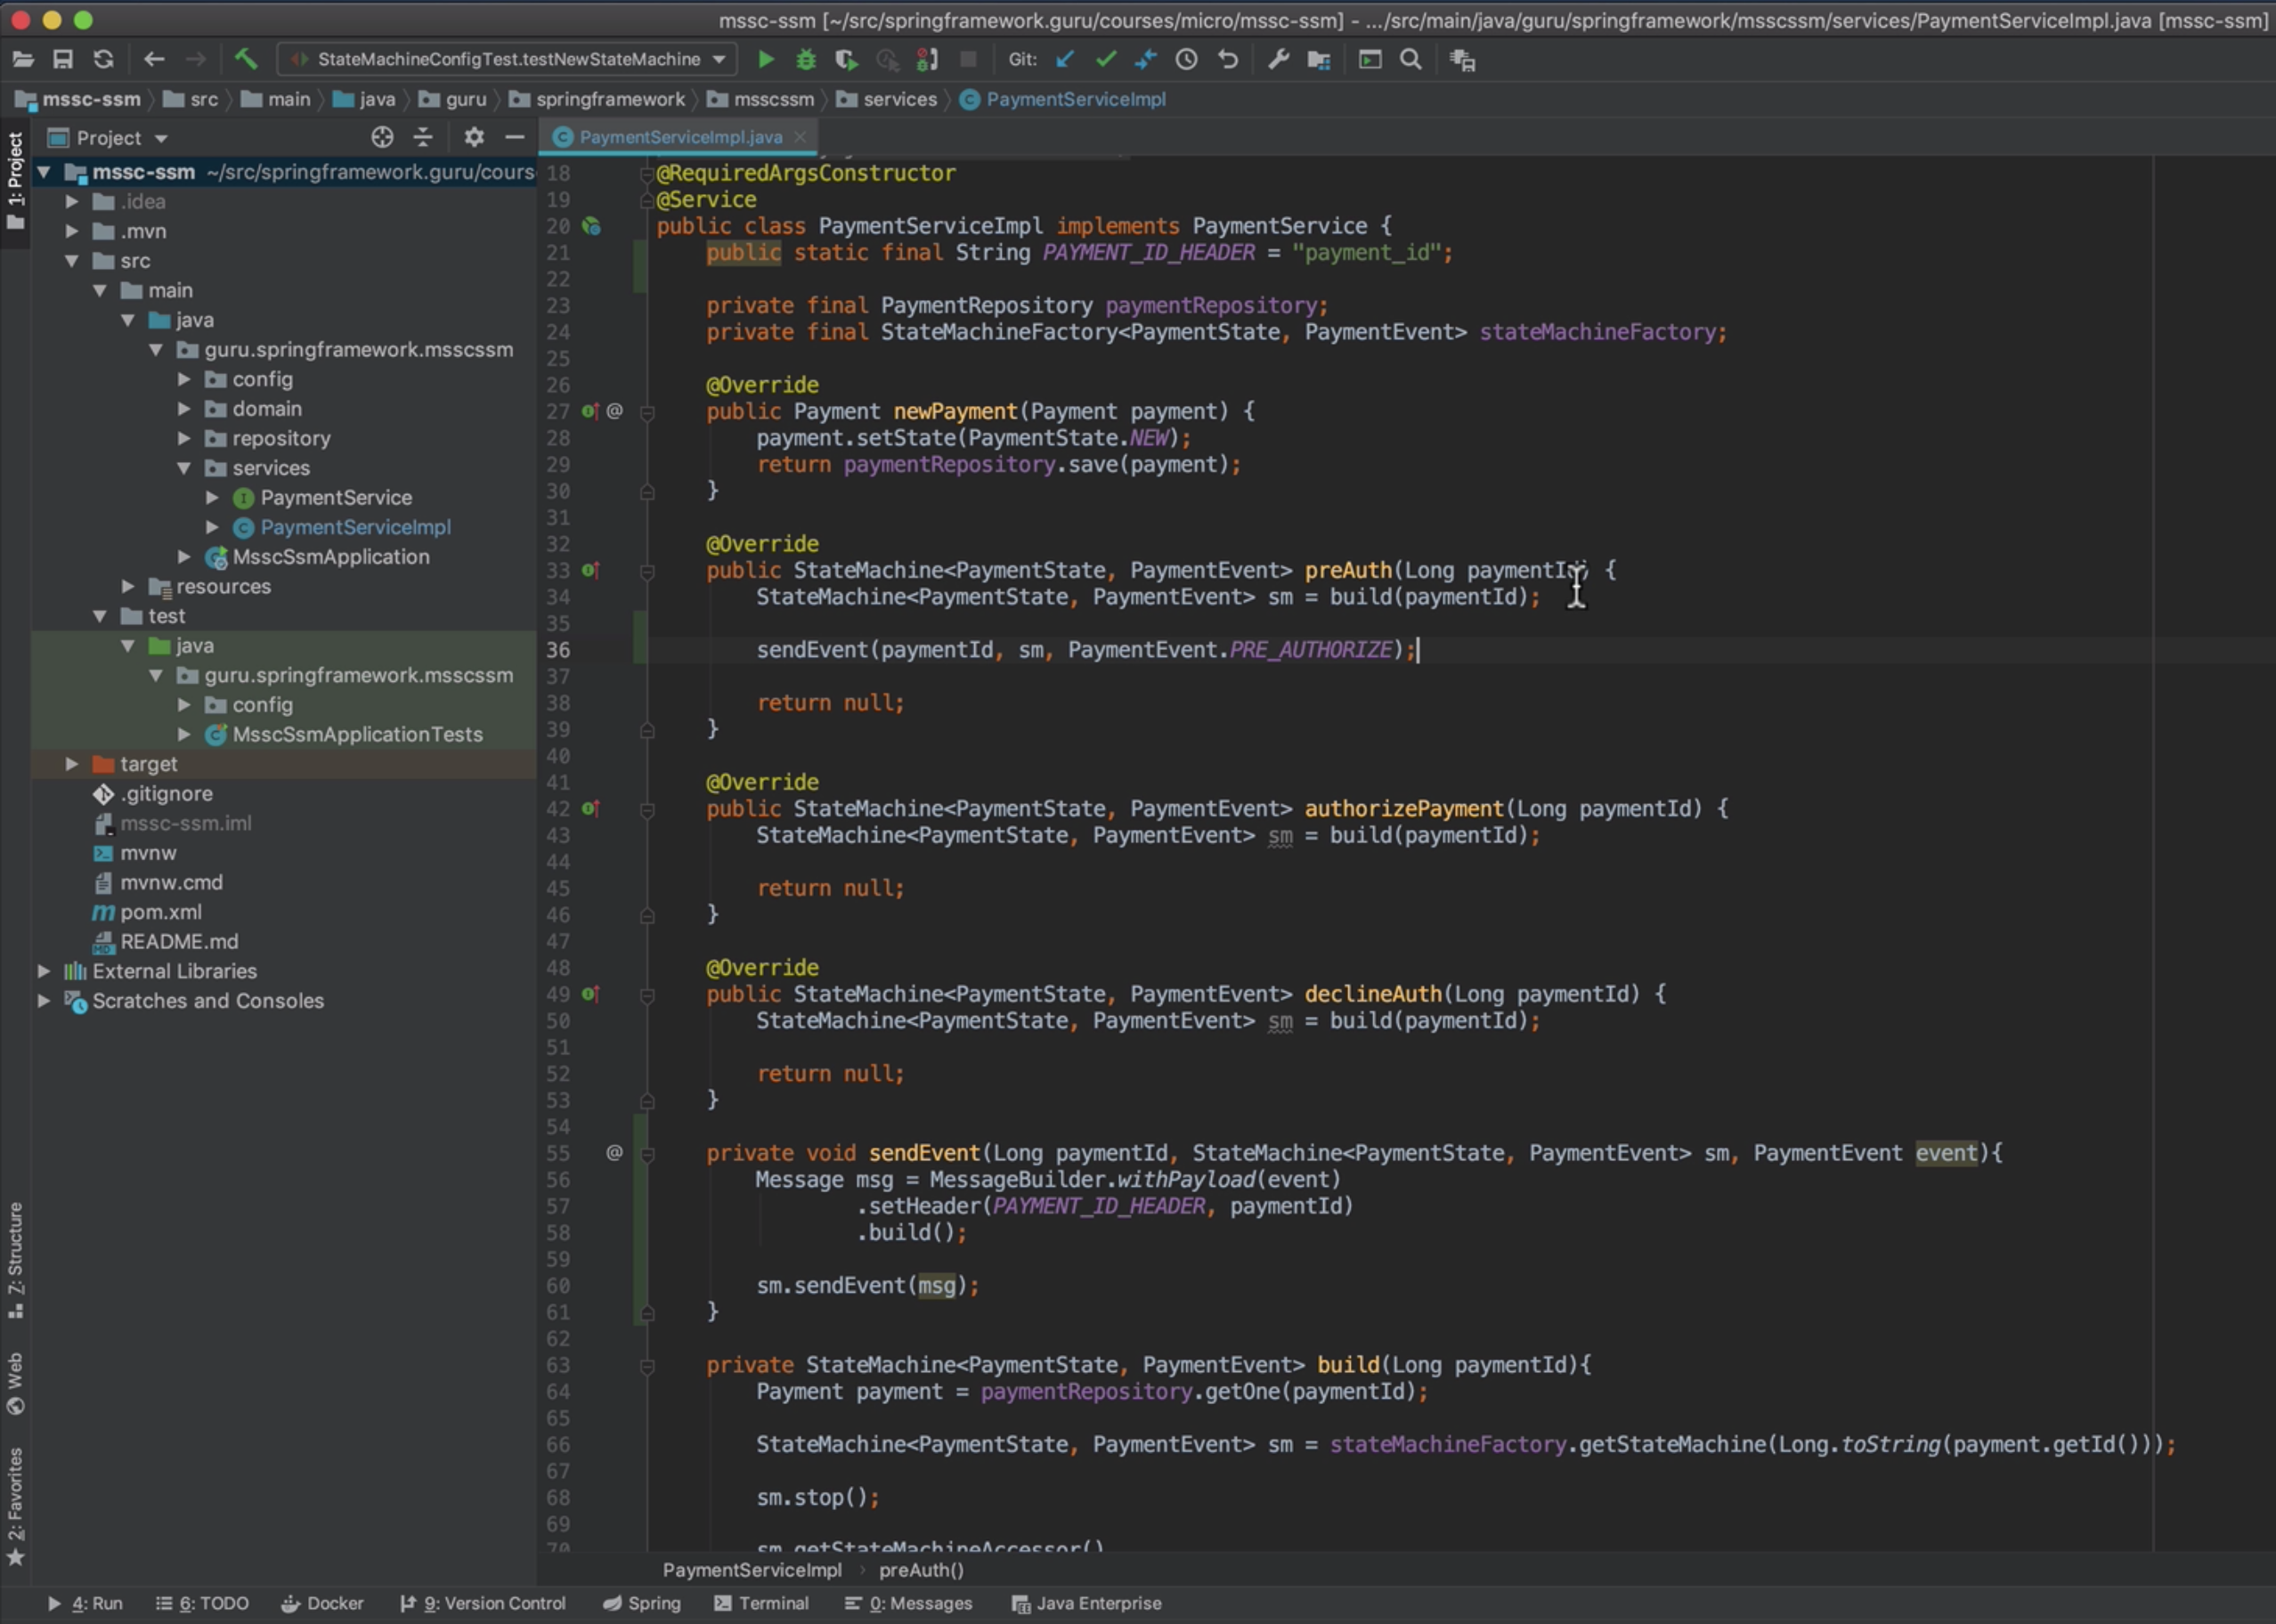 mssc-ssm [~/src/springframework.guru/courses/micro/mssc-ssm] - .../src/main/java/guru/springframework/msscssm/services/PaymentServiceImpl.java [mssc-ssm]
StateMachineConfigTest.testNewStateMachine
Git:
mssc-ssm src main java guru springframework msscssm services PaymentServiceImpl
1: Project
Project
mssc-ssm ~/src/springframework.guru/cours
.idea
.mvn
src
main
java
guru.springframework.msscssm
config
domain
repository
services
PaymentService
PaymentServiceImpl
MsscSsmApplication
resources
test
java
guru.springframework.msscssm
config
MsscSsmApplicationTests
target
.gitignore
mssc-ssm.iml
mvnw
mvnw.cmd
pom.xml
README.md
External Libraries
Scratches and Consoles
Z: Structure
Web
2: Favorites
PaymentServiceImpl.java
18 @RequiredArgsConstructor
19 @Service
20 public class PaymentServiceImpl implements PaymentService {
21 public static final String PAYMENT_ID_HEADER = "payment_id";
22
23 private final PaymentRepository paymentRepository;
24 private final StateMachineFactory<PaymentState, PaymentEvent> stateMachineFactory;
25
26 @Override
27 @ public Payment newPayment(Payment payment) {
28 payment.setState(PaymentState.NEW);
29 return paymentRepository.save(payment);
30 }
31
32 @Override
33 public StateMachine<PaymentState, PaymentEvent> preAuth(Long paymentId) {
34 StateMachine<PaymentState, PaymentEvent> sm = build(paymentId);
35
36 sendEvent(paymentId, sm, PaymentEvent.PRE_AUTHORIZE);
37
38 return null;
39 }
40
41 @Override
42 public StateMachine<PaymentState, PaymentEvent> authorizePayment(Long paymentId) {
43 StateMachine<PaymentState, PaymentEvent> sm = build(paymentId);
44
45 return null;
46 }
47
48 @Override
49 public StateMachine<PaymentState, PaymentEvent> declineAuth(Long paymentId) {
50 StateMachine<PaymentState, PaymentEvent> sm = build(paymentId);
51
52 return null;
53 }
54
55 @ private void sendEvent(Long paymentId, StateMachine<PaymentState, PaymentEvent> sm, PaymentEvent event){
56 Message msg = MessageBuilder.withPayload(event)
57 .setHeader(PAYMENT_ID_HEADER, paymentId)
58 .build();
59
60 sm.sendEvent(msg);
61 }
62
63 private StateMachine<PaymentState, PaymentEvent> build(Long paymentId){
64 Payment payment = paymentRepository.getOne(paymentId);
65
66 StateMachine<PaymentState, PaymentEvent> sm = stateMachineFactory.getStateMachine(Long.toString(payment.getId()));
67
68 sm.stop();
69
70 sm.getStateMachineAccessor()
PaymentServiceImpl › preAuth()
4: Run 6: TODO Docker 9: Version Control Spring Terminal 0: Messages Java Enterprise